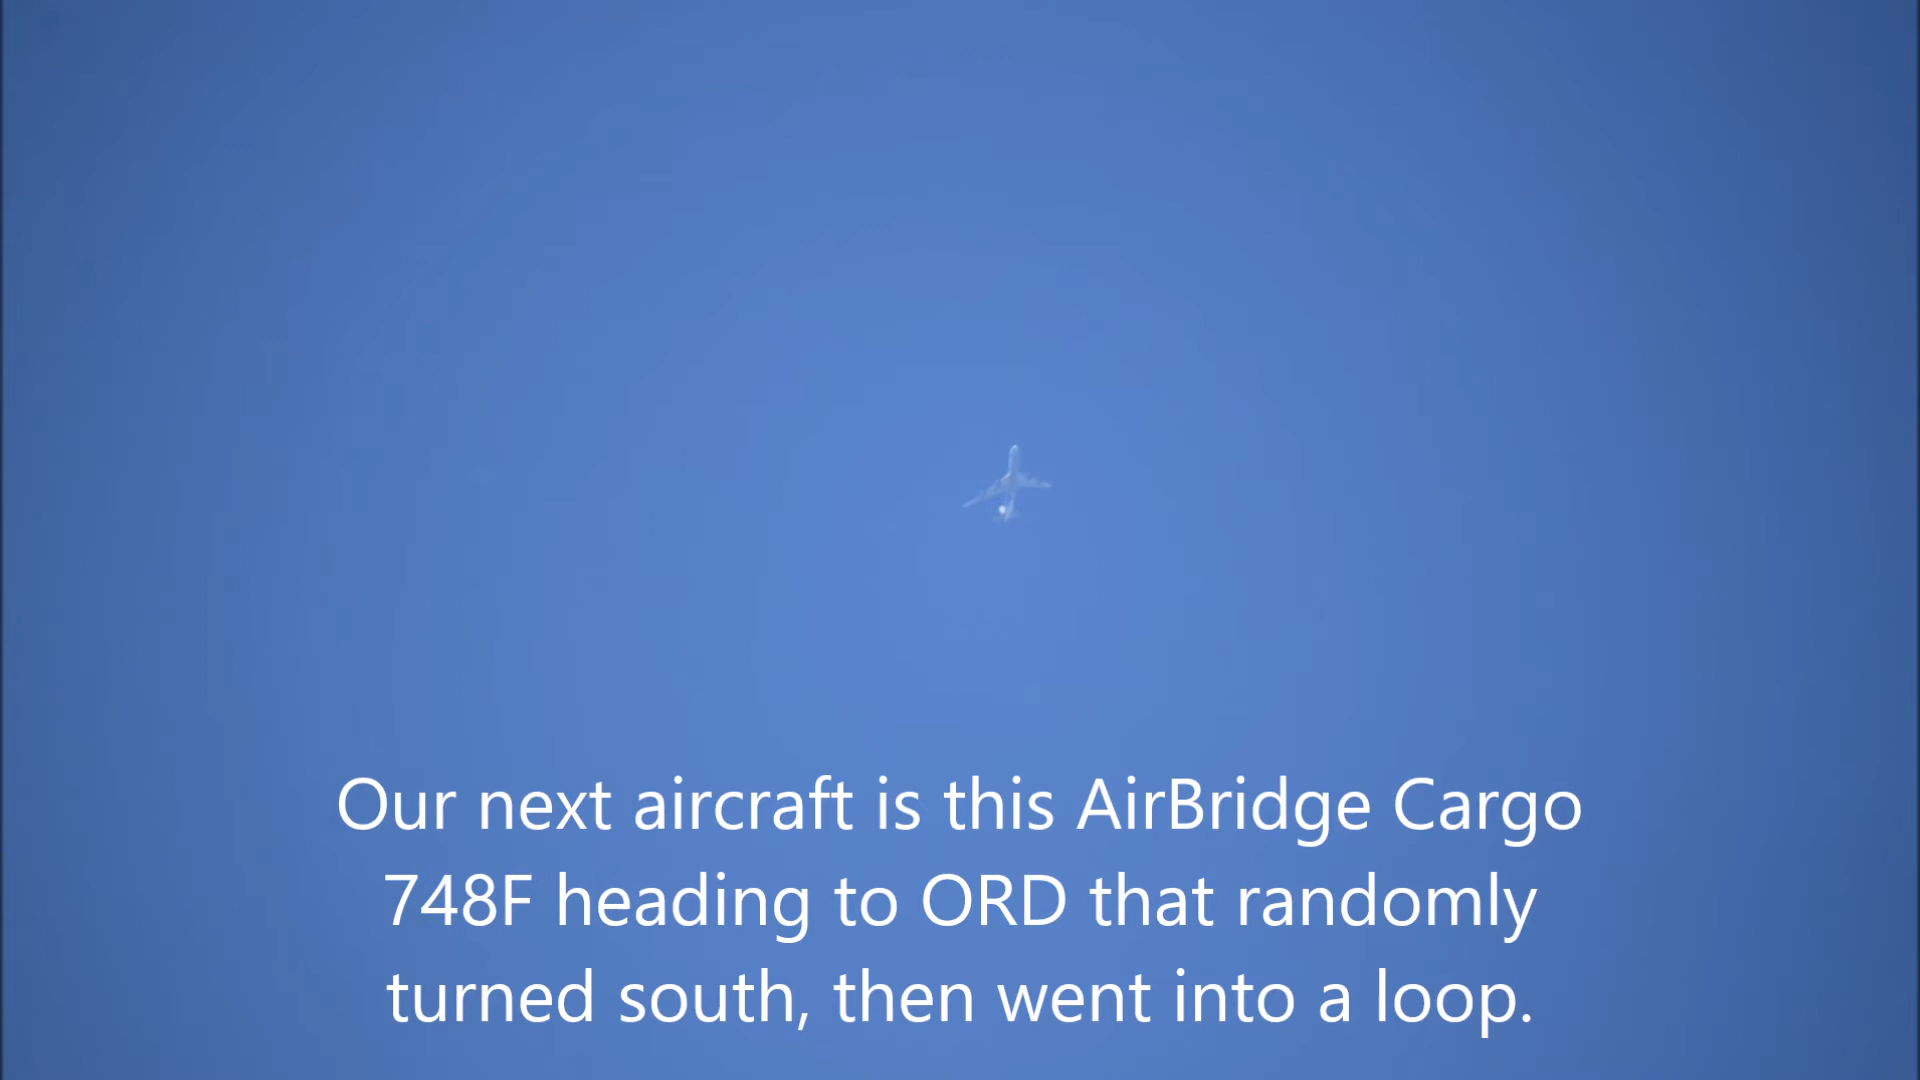 Our next aircraft is this AirBridge Cargo
748F heading to ORD that randomly
turned south, then went into a loop.